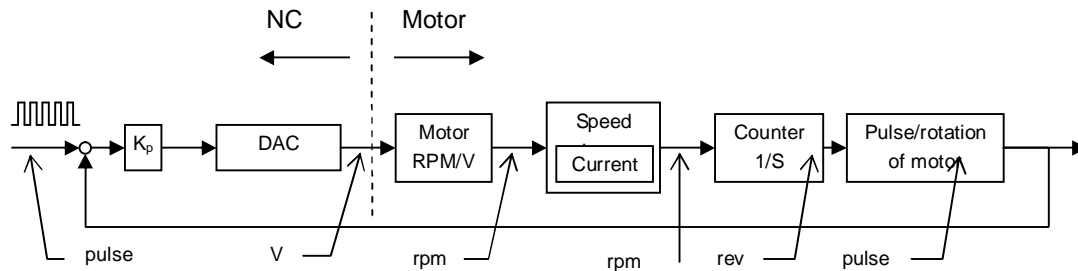 NC
Motor
Kp
DAC
Motor
RPM/V
Speed
Current
Counter
1/S
Pulse/rotation
of motor
pulse
V
rpm
rpm
rev
pulse